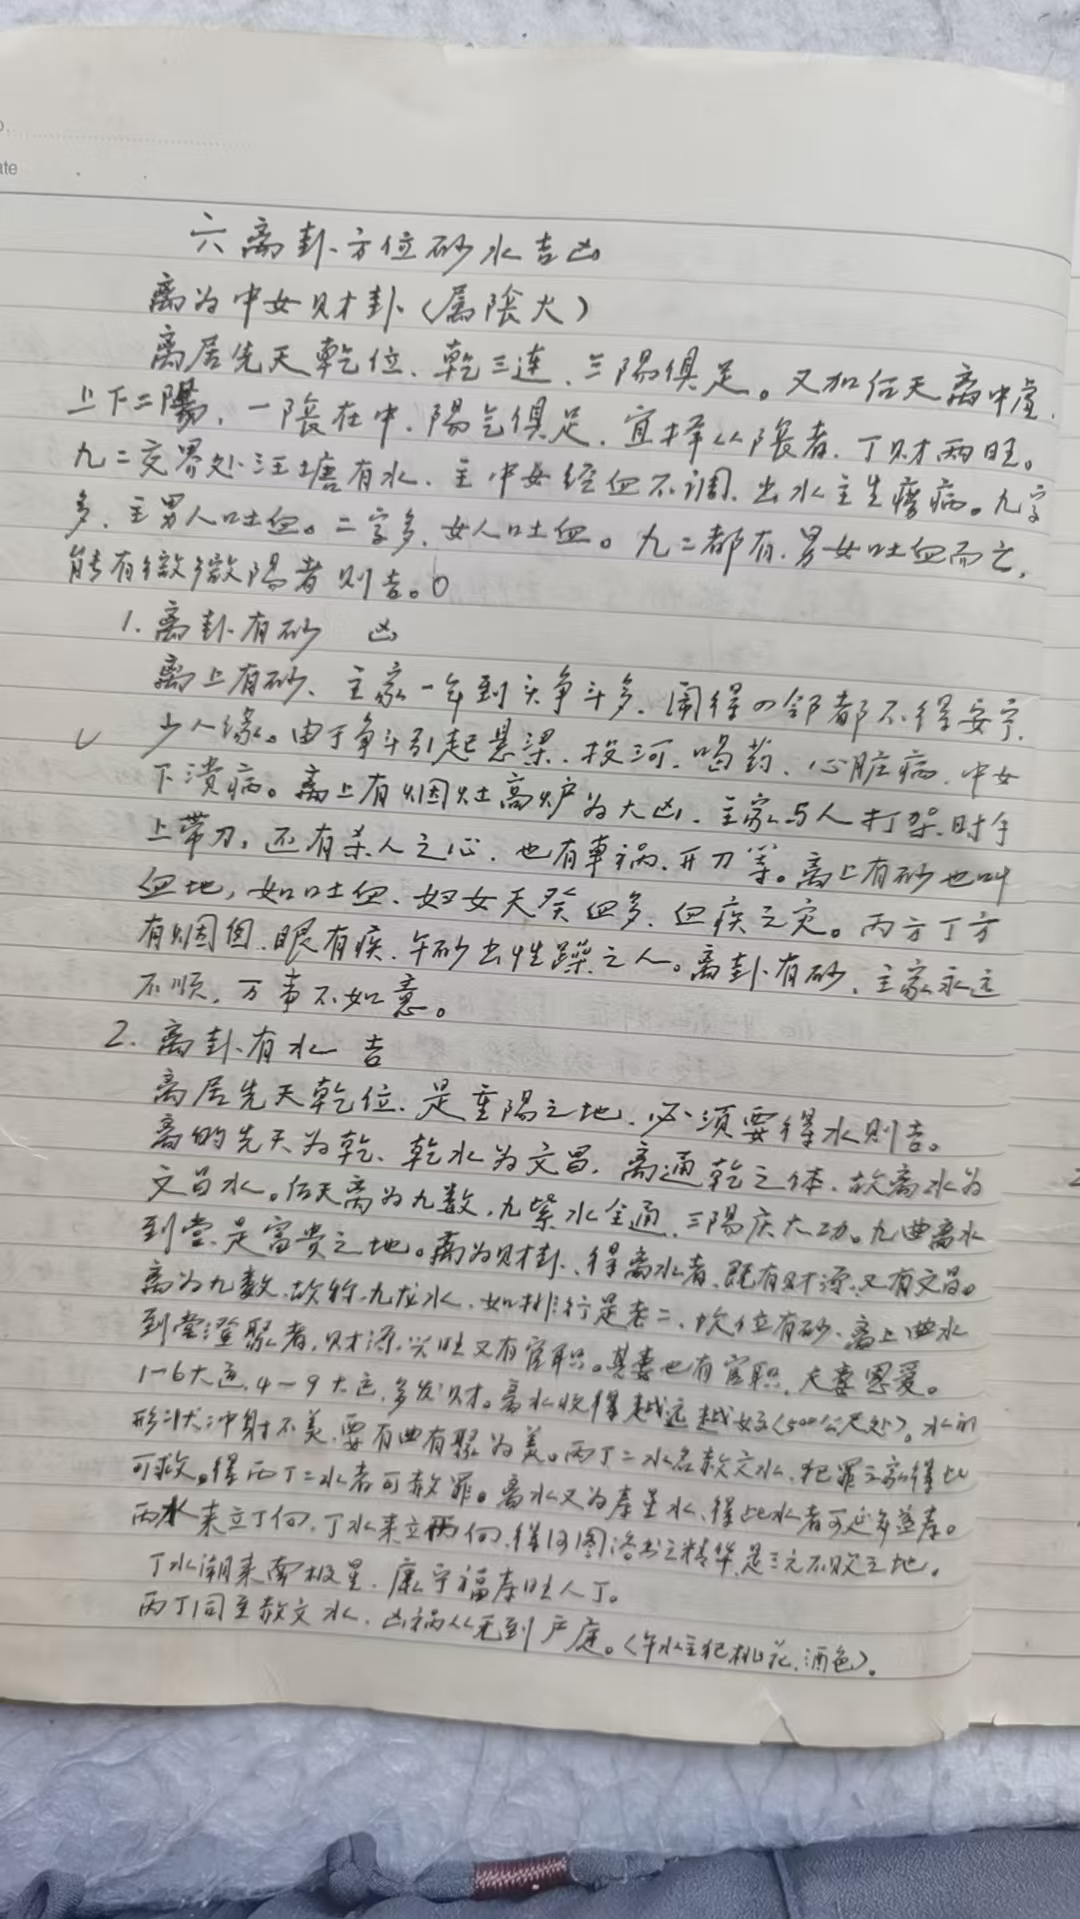 ate
六 离卦方位砂水吉凶
离为中女财卦(属陰火)
离居先天乾位、乾三连、三陽俱足。又加后天离中虚,
上下二陽,一陰在中,陽气俱足,宜择从陰者,丁财两旺。
九二交界处汪塘有水,主中女经血不调,出水主生痨病。九字
多,主男人吐血。二字多,女人吐血。九二都有,男女吐血而亡,
能有微微陽者则吉。
1. 离卦有砂 凶
离上有砂、主家一年到头争斗多,闹得四邻都不得安宁,
少人缘。由于争斗引起悬梁、投河、喝药、心脏病,中女
下溃病。离上有烟灶高炉为大凶,主家与人打架,时手
上带刀,还有杀人之心,也有車祸、开刀等。离上有砂也叫
血地,如吐血、妇女天癸血多、血疾之灾。丙方丁方
有烟囱,眼有疾,午砂出性躁之人。离卦有砂,主家永远
不顺,万事不如意。
2. 离卦有水 吉
离居先天乾位、是重陽之地,必须要得水则吉。
离的先天为乾、乾水为文昌,离通乾之体,故离水为
文昌水。后天离为九数,九紫水全通,三陽庆大功。九曲离水
到堂,是富贵之地。离为财卦、得离水者,既有财源,又有文昌。
离为九数,故称九龙水,如排行是老二,坎位有砂、离上曲水
到堂澄聚者,财源兴旺又有官职。其妻也有官职,夫妻恩爱。
1-6大运,4-9大运,多发财。离水收得越远越好(500公尺处)。水的
形状冲射不美,要有曲有聚为美。丙丁二水名赦文水,犯罪主家得此
可救。得丙丁二水者可赦罪。离水又为寿星水,得此水者可延年益寿。
丙水来立丁向,丁水来立丙向,得河图洛书之精华,是三元不败之地。
丁水潮来南极星,康宁福寿旺人丁。
丙丁同至赦文水,凶祸从无到户庭。(午水主犯桃花、酒色)。